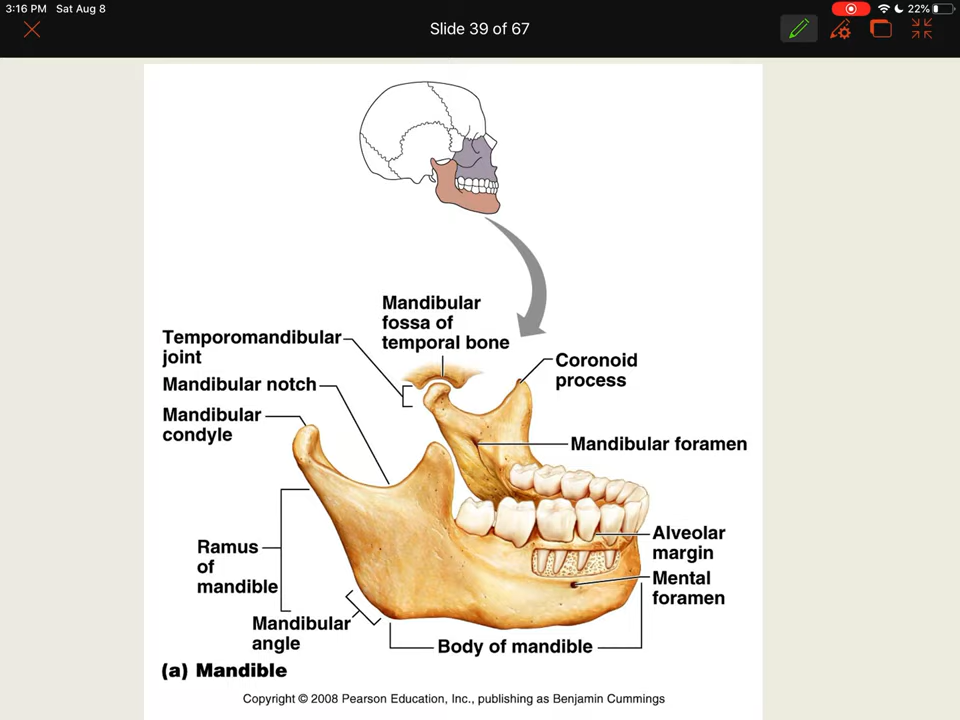 3:16 PM Sat Aug 8
22%
Slide 39 of 67
Mandibular
fossa of
temporal bone
Temporomandibular
joint
Coronoid
process
Mandibular notch
Mandibular
condyle
Mandibular foramen
Alveolar
margin
Ramus
of
mandible
Mental
foramen
Mandibular
angle
Body of mandible
(a) Mandible
Copyright © 2008 Pearson Education, Inc., publishing as Benjamin Cummings